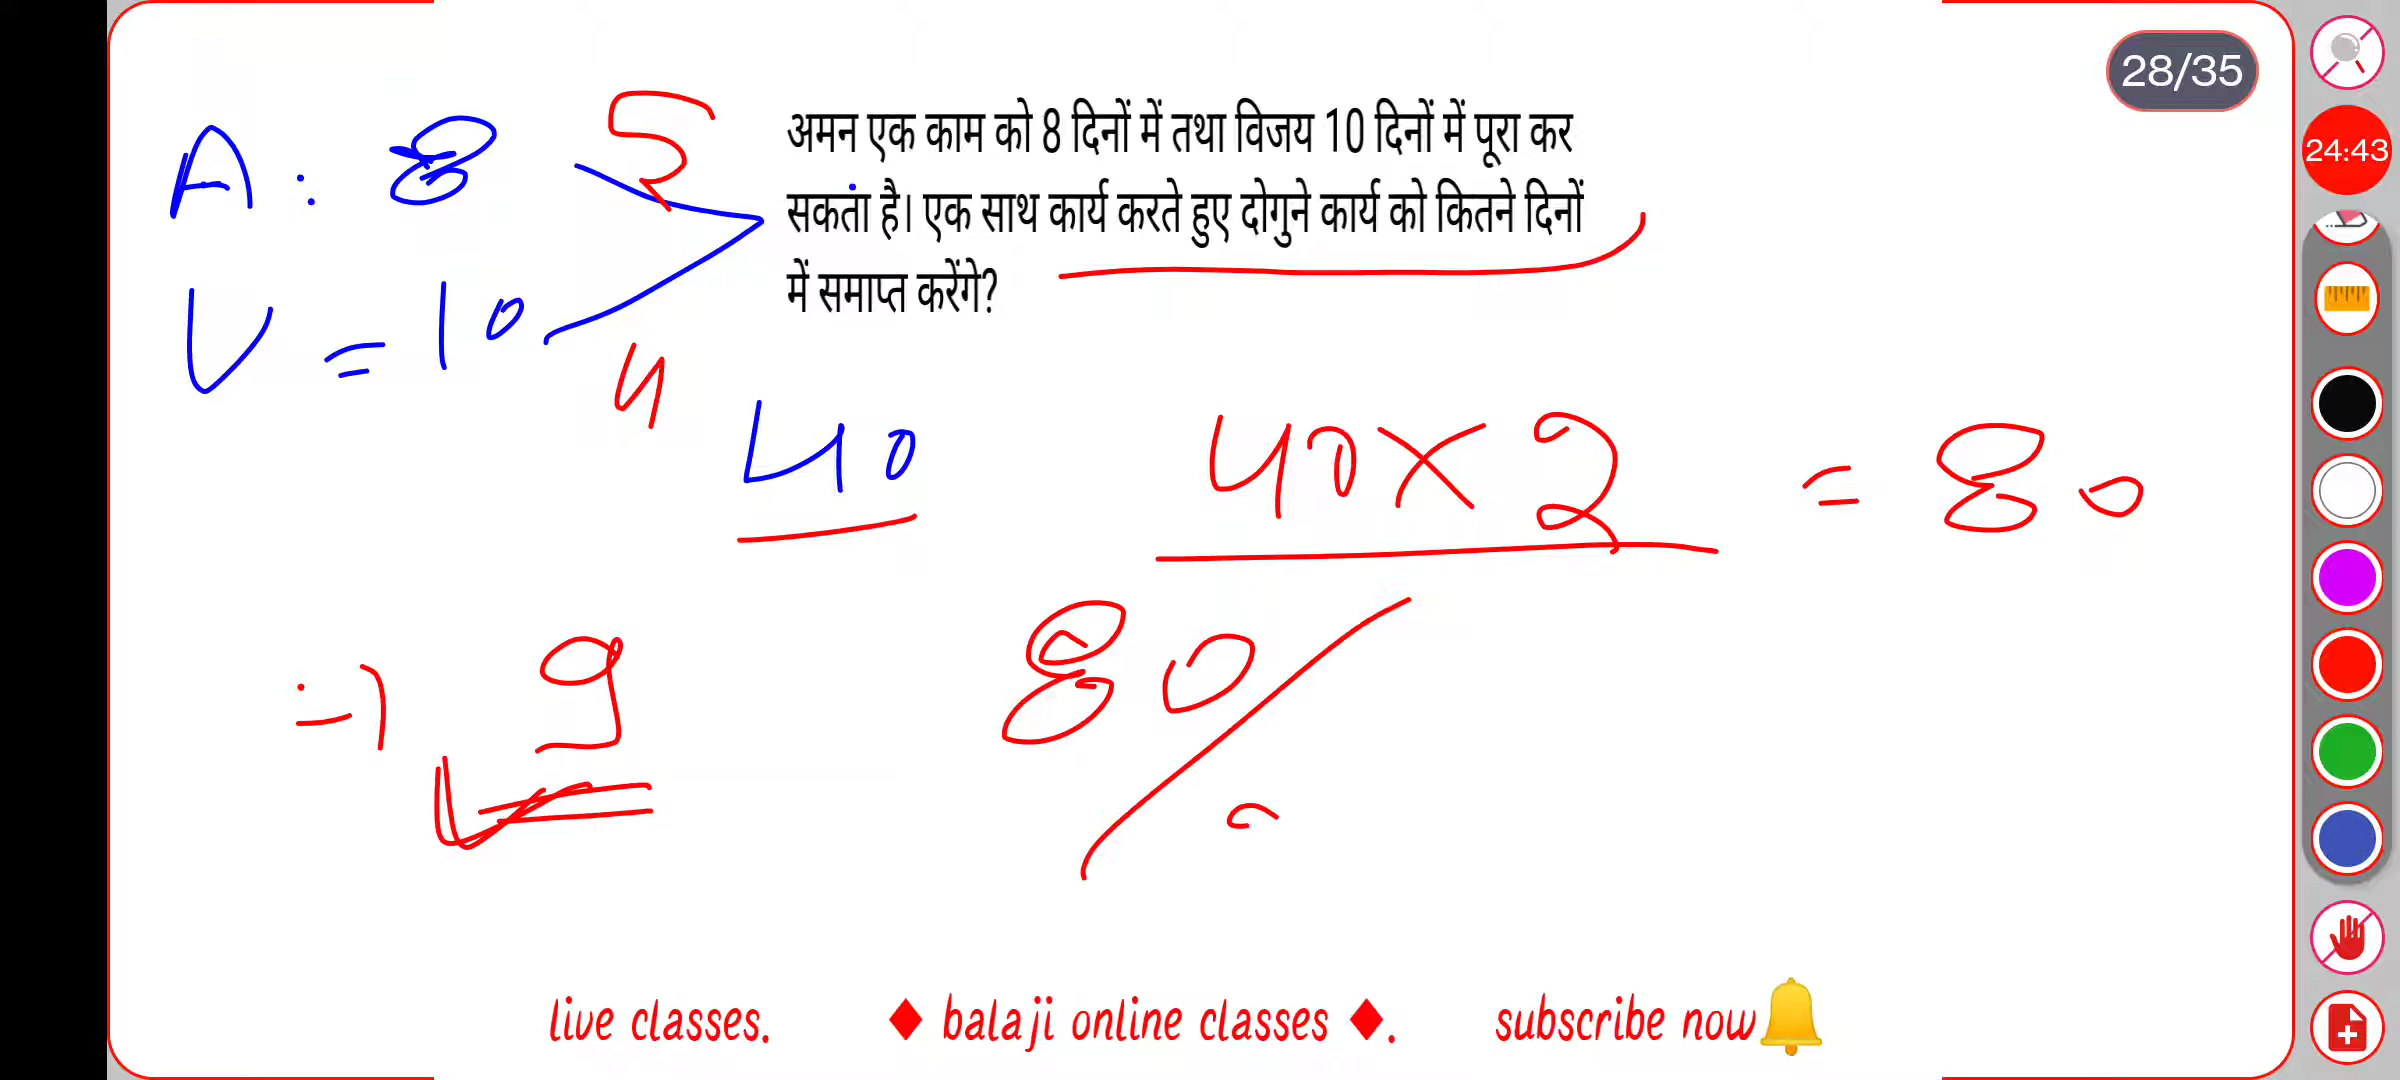 28/35
24:43
A : 8 5
अमन एक काम को 8 दिनों में तथा विजय 10 दिनों में पूरा कर
सकता है। एक साथ कार्य करते हुए दोगुने कार्य को कितने दिनों
में समाप्त करेंगे?
V = 10
4
40
40 × 2 = 80
9
80 /
live classes. ♦ balaji online classes ♦. subscribe now🔔